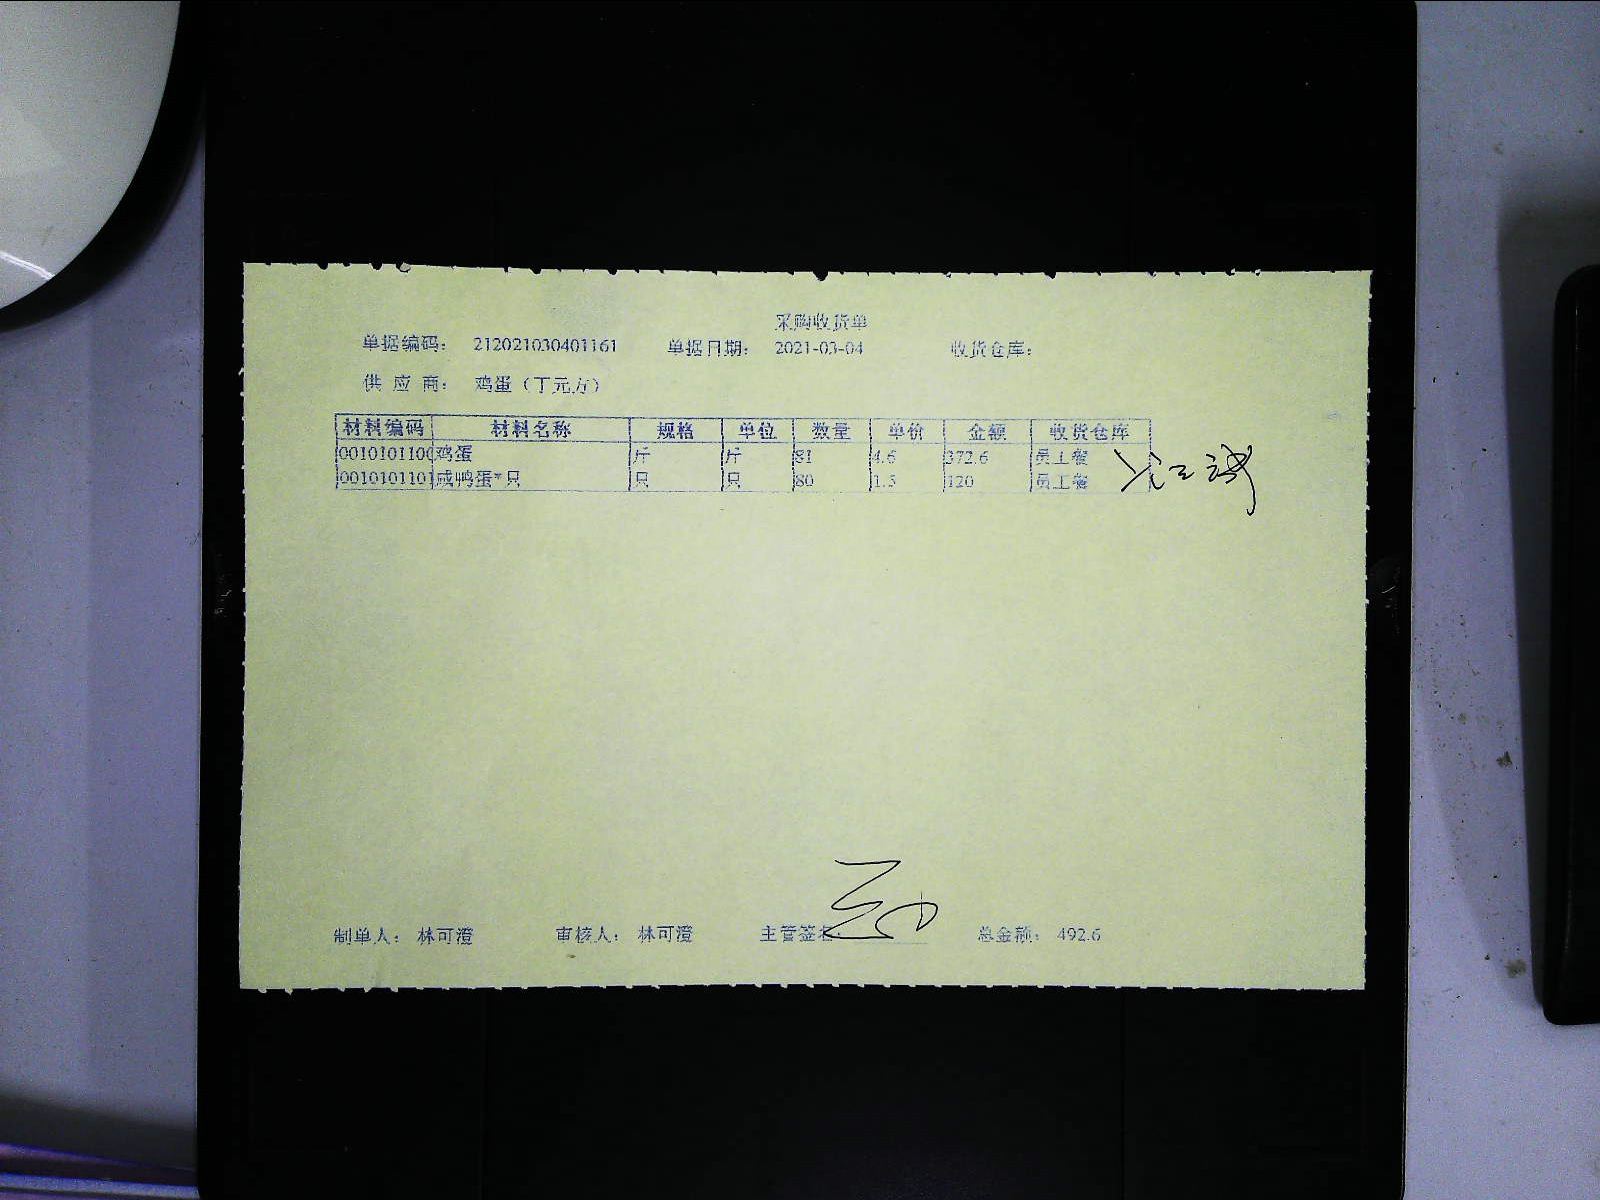 采购收货单
单据编码： 212021030401161 单据日期： 2021-03-04 收货仓库：
供 应 商： 鸡蛋（丁元方）
材料编码 材料名称 规格 单位 数量 单价 金额 收货仓库
0010101100 鸡蛋 斤 斤 81 4.6 372.6 员工餐
0010101101 咸鸭蛋*只 只 只 80 1.5 120 员工餐
制单人： 林可澄 审核人： 林可澄 主管签名： 总金额： 492.6